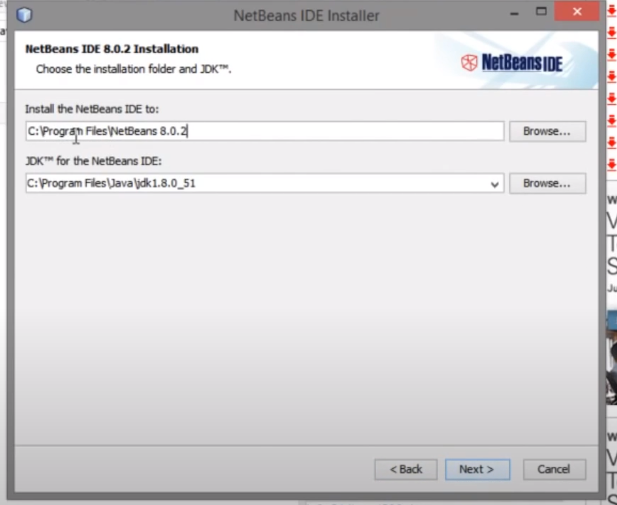 NetBeans IDE Installer
NetBeans IDE 8.0.2 Installation
Choose the installation folder and JDK™.
NetBeans IDE
Install the NetBeans IDE to:
C:\Program Files\NetBeans 8.0.2
Browse...
JDK™ for the NetBeans IDE:
C:\Program Files\Java\jdk1.8.0_51
Browse...
< Back
Next >
Cancel